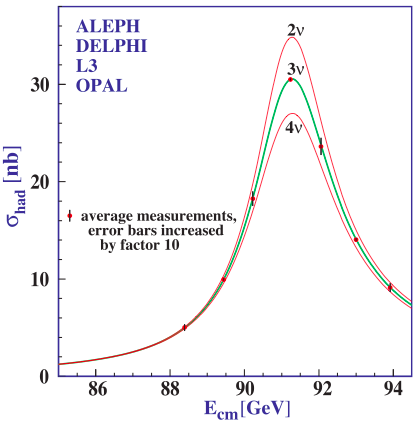 ALEPH
DELPHI
L3
OPAL
2ν
3ν
4ν
average measurements,
error bars increased
by factor 10
σhad [nb]
30
20
10
0
86
88
90
92
94
Ecm [GeV]